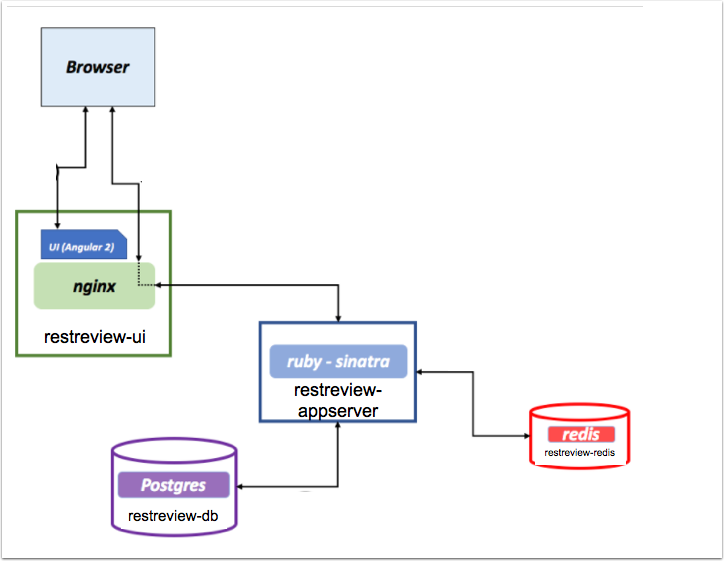 Browser
UI (Angular 2)
nginx
restreview-ui
ruby - sinatra
restreview-
appserver
redis
restreview-redis
Postgres
restreview-db